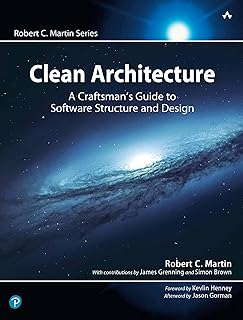 Robert C. Martin Series
Clean Architecture
A Craftsman's Guide to
Software Structure and Design
Robert C. Martin
With contributions by James Grenning and Simon Brown
Foreword by Kevlin Henney
Afterword by Jason Gorman